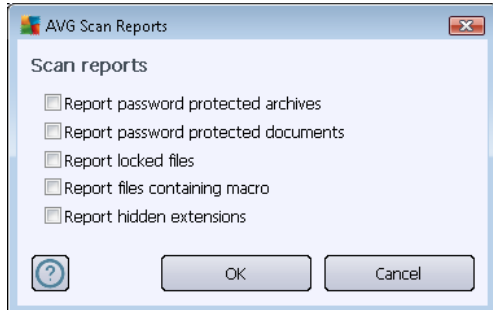 AVG Scan Reports
Scan reports
Report password protected archives
Report password protected documents
Report locked files
Report files containing macro
Report hidden extensions
? OK Cancel